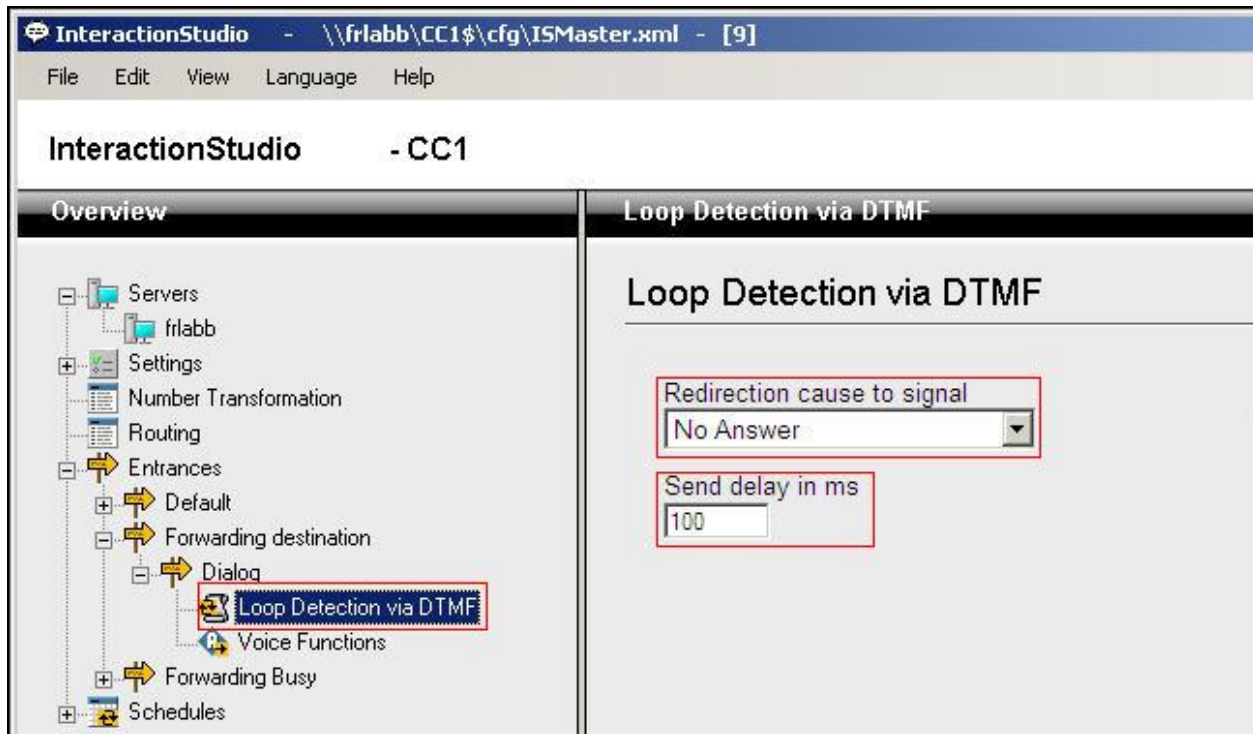 InteractionStudio - \\frlabb\CC1$\cfg\ISMaster.xml - [9]
File Edit View Language Help
InteractionStudio - CC1
Overview
Servers
frlabb
Settings
Number Transformation
Routing
Entrances
Default
Forwarding destination
Dialog
Loop Detection via DTMF
Voice Functions
Forwarding Busy
Schedules
Loop Detection via DTMF
Loop Detection via DTMF
Redirection cause to signal
No Answer
Send delay in ms
100